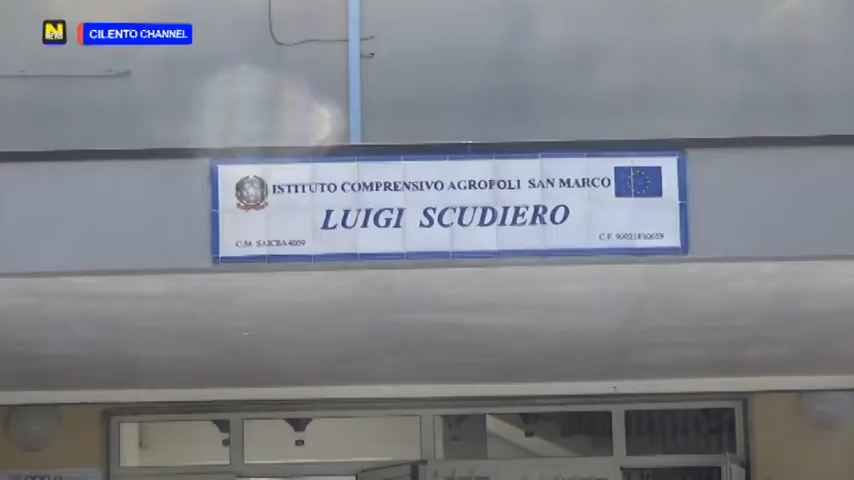 CILENTO CHANNEL
ISTITUTO COMPRENSIVO AGROPOLI SAN MARCO
LUIGI SCUDIERO
C.M.
C.F.